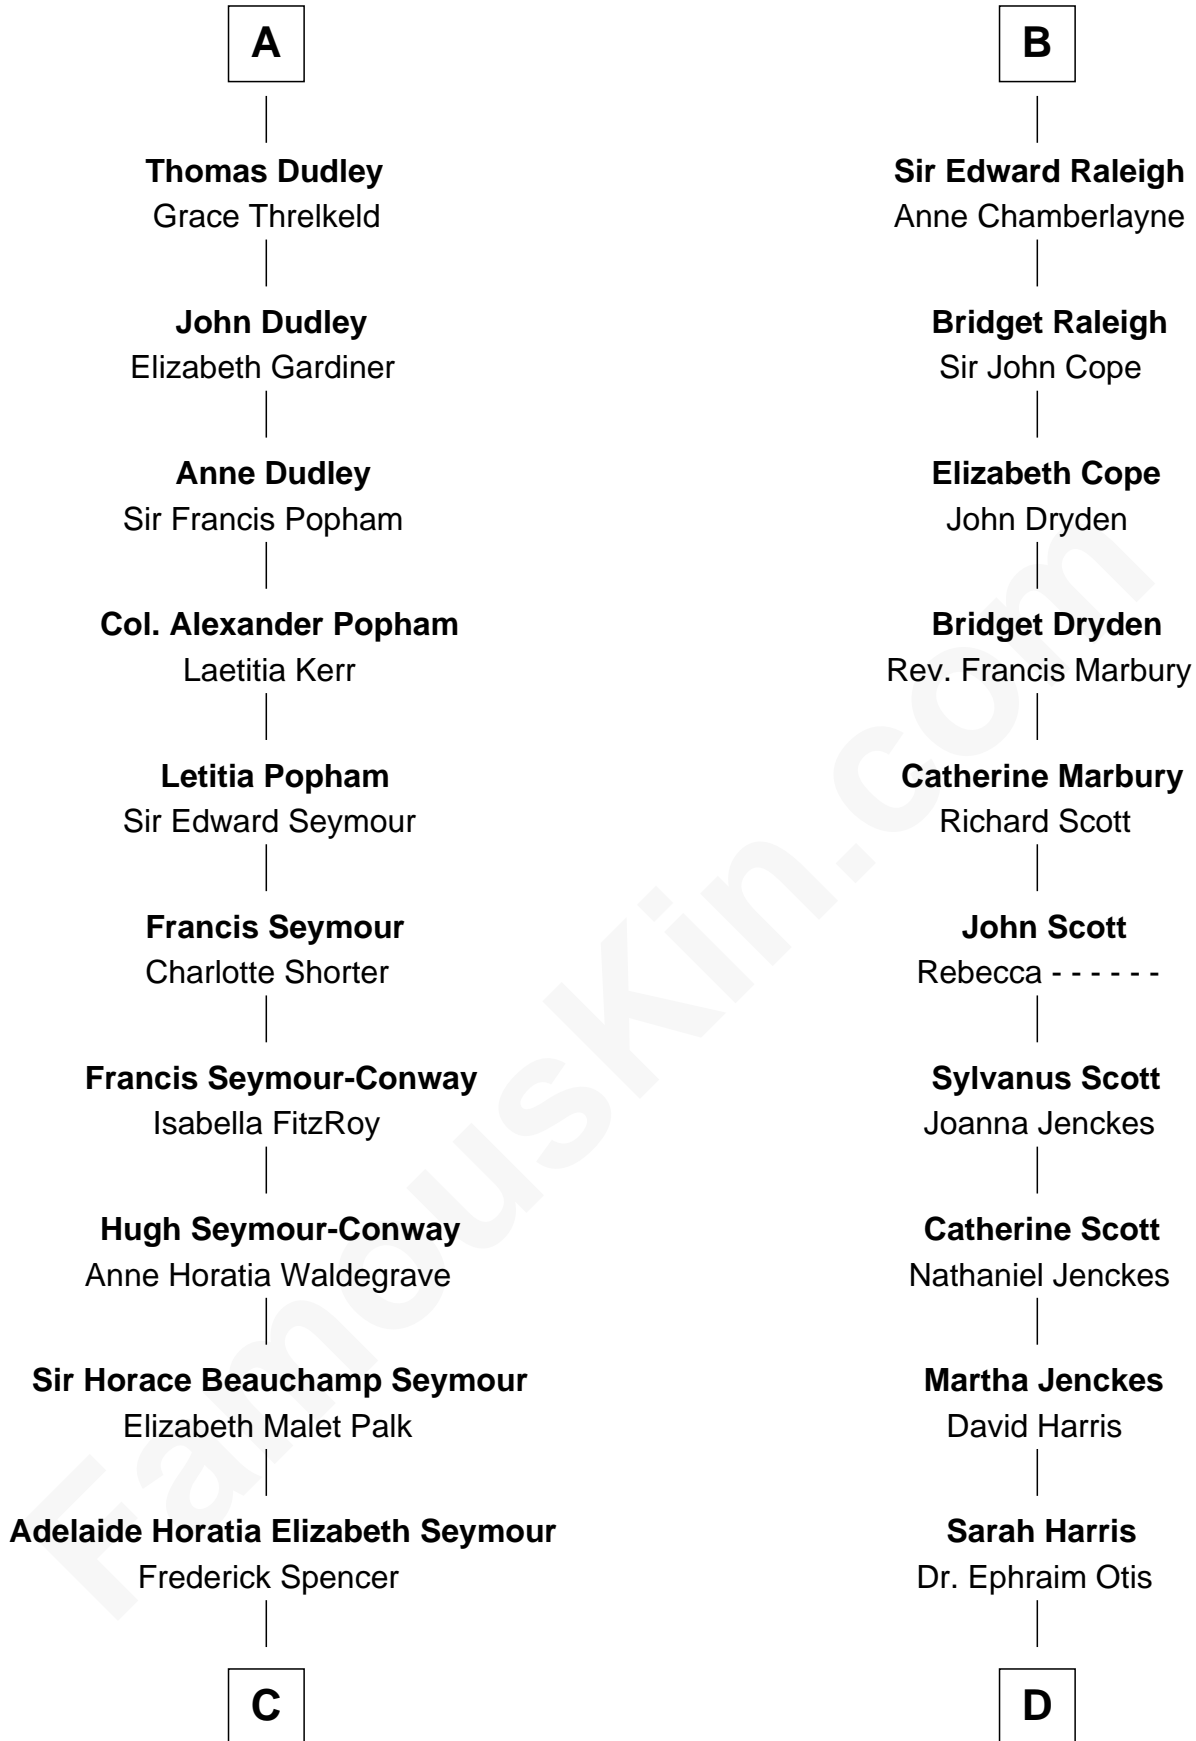 A
Thomas Dudley
Grace Threlkeld
John Dudley
Elizabeth Gardiner
Anne Dudley
Sir Francis Popham
Col. Alexander Popham
Laetitia Kerr
Letitia Popham
Sir Edward Seymour
Francis Seymour
Charlotte Shorter
Francis Seymour-Conway
Isabella FitzRoy
Hugh Seymour-Conway
Anne Horatia Waldegrave
Sir Horace Beauchamp Seymour
Elizabeth Malet Palk
Adelaide Horatia Elizabeth Seymour
Frederick Spencer
C
B
Sir Edward Raleigh
Anne Chamberlayne
Bridget Raleigh
Sir John Cope
Elizabeth Cope
John Dryden
Bridget Dryden
Rev. Francis Marbury
Catherine Marbury
Richard Scott
John Scott
Rebecca - - - - - -
Sylvanus Scott
Joanna Jenckes
Catherine Scott
Nathaniel Jenckes
Martha Jenckes
David Harris
Sarah Harris
Dr. Ephraim Otis
D
FamousKin.com